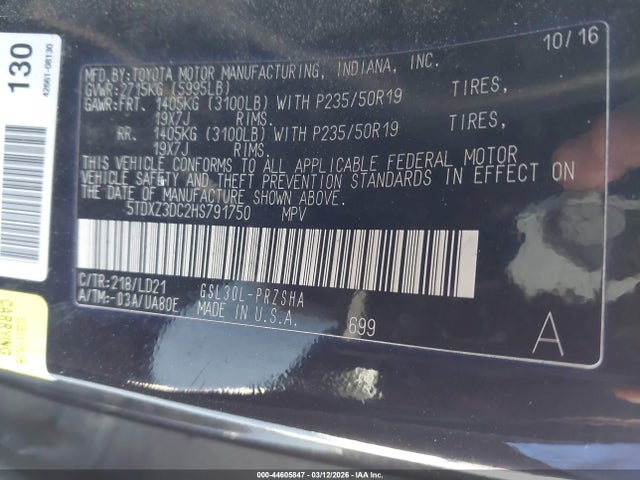 130
42661-08130
10/16
MFD.BY:TOYOTA MOTOR MANUFACTURING, INDIANA, INC.
GVWR:2715KG (5995LB)
GAWR:FRT. 1405KG (3100LB) WITH P235/50R19 TIRES,
19X7J RIMS.
RR. 1405KG (3100LB) WITH P235/50R19 TIRES,
19X7J RIMS.
THIS VEHICLE CONFORMS TO ALL APPLICABLE FEDERAL MOTOR
VEHICLE SAFETY AND THEFT PREVENTION STANDARDS IN EFFECT ON
THE DATE OF MANUFACTURE SHOWN ABOVE.
5TDXZ3DC2HS791750 MPV
C/TR:218/LD21 GSL30L-PRZSHA
A/TM:-03A/UA80E MADE IN U.S.A.
699
A
CARRYING
000-44605847 - 03/12/2026 - IAA Inc.